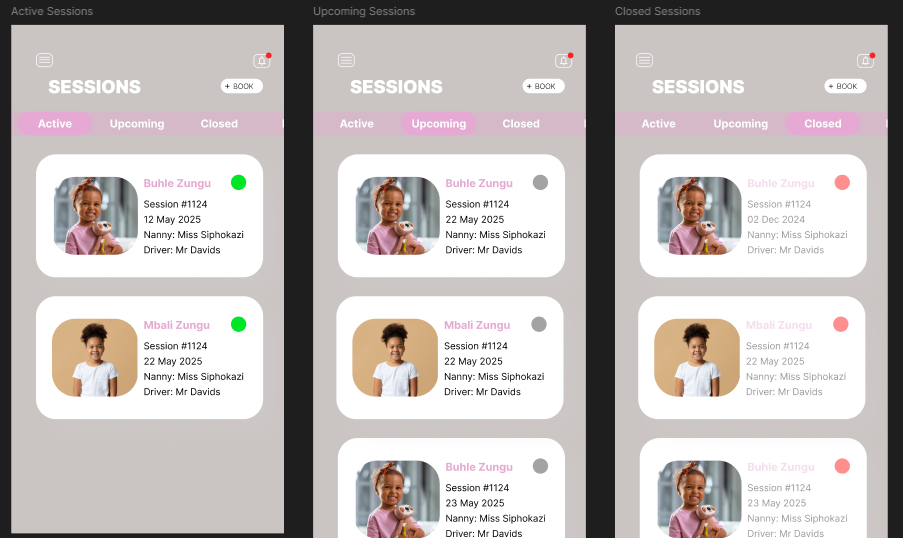 Active Sessions
SESSIONS
+ BOOK
Active Upcoming Closed
Buhle Zungu
Session #1124
12 May 2025
Nanny: Miss Siphokazi
Driver: Mr Davids
Mbali Zungu
Session #1124
22 May 2025
Nanny: Miss Siphokazi
Driver: Mr Davids
Upcoming Sessions
SESSIONS
+ BOOK
Active Upcoming Closed
Buhle Zungu
Session #1124
22 May 2025
Nanny: Miss Siphokazi
Driver: Mr Davids
Mbali Zungu
Session #1124
22 May 2025
Nanny: Miss Siphokazi
Driver: Mr Davids
Buhle Zungu
Session #1124
23 May 2025
Nanny: Miss Siphokazi
Driver: Mr Davids
Closed Sessions
SESSIONS
+ BOOK
Active Upcoming Closed
Buhle Zungu
Session #1124
02 Dec 2024
Nanny: Miss Siphokazi
Driver: Mr Davids
Mbali Zungu
Session #1124
22 May 2025
Nanny: Miss Siphokazi
Driver: Mr Davids
Buhle Zungu
Session #1124
23 May 2025
Nanny: Miss Siphokazi
Driver: Mr Davids